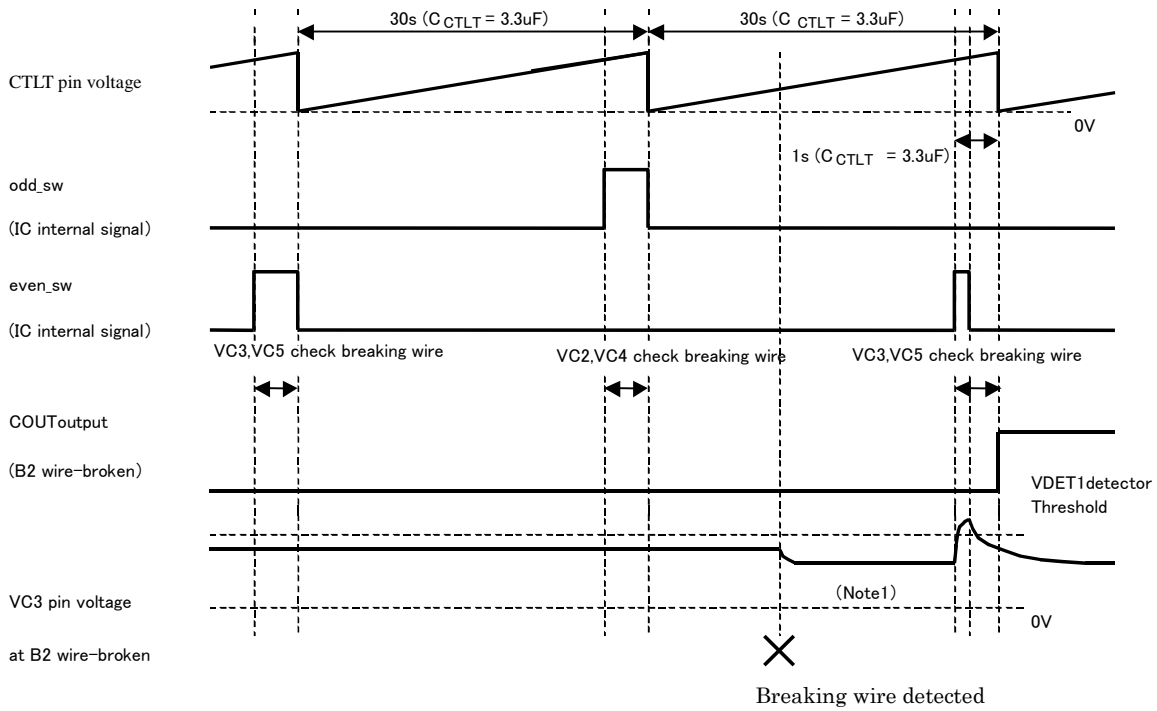 30s (C CTLT = 3.3uF)
30s (C CTLT = 3.3uF)
CTLT pin voltage
0V
1s (C CTLT = 3.3uF)
odd_sw
(IC internal signal)
even_sw
(IC internal signal)
VC3,VC5 check breaking wire
VC2,VC4 check breaking wire
VC3,VC5 check breaking wire
COUToutput
(B2 wire-broken)
VDET1detector
Threshold
VC3 pin voltage
(Note1)
0V
at B2 wire-broken
Breaking wire detected